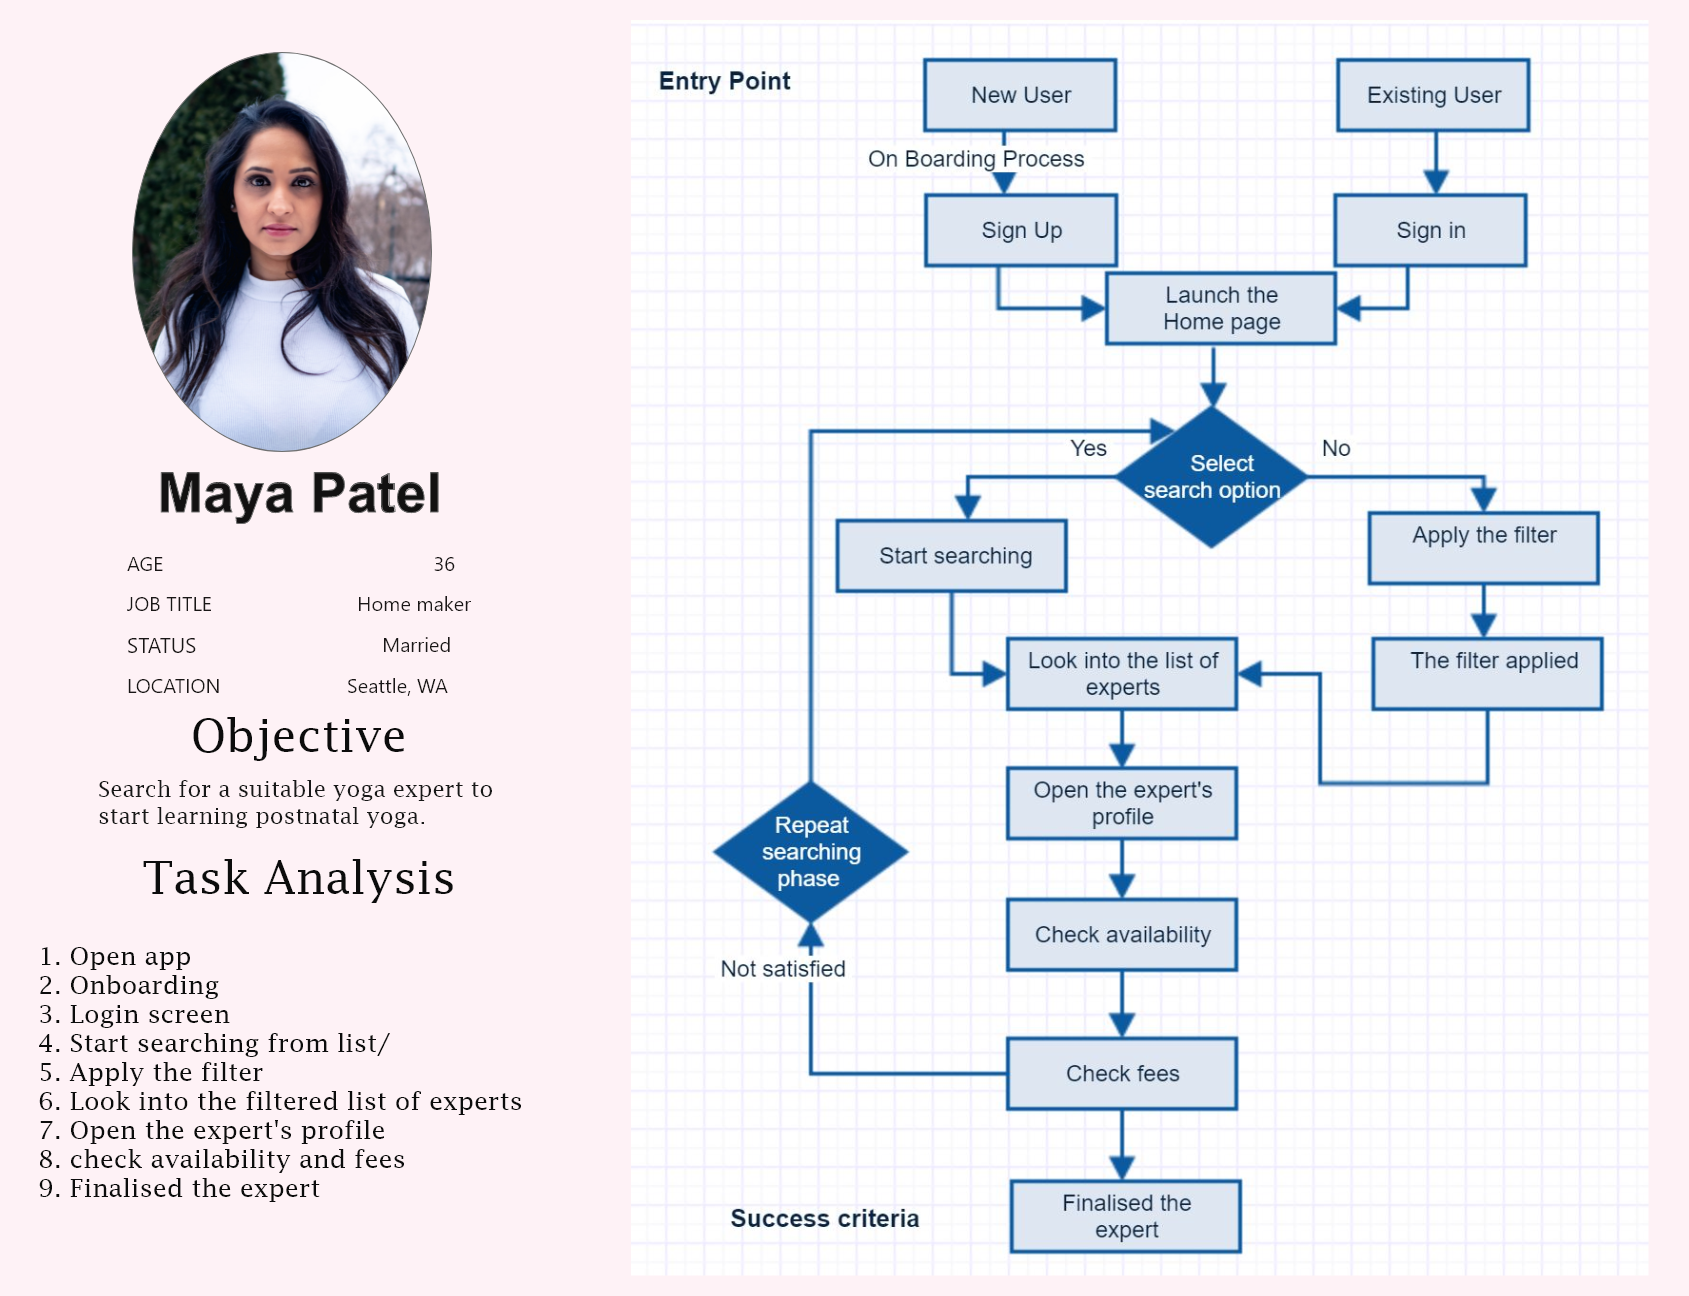 Maya Patel
AGE 36
JOB TITLE Home maker
STATUS Married
LOCATION Seattle, WA
Objective
Search for a suitable yoga expert to
start learning postnatal yoga.
Task Analysis
1. Open app
2. Onboarding
3. Login screen
4. Start searching from list/
5. Apply the filter
6. Look into the filtered list of experts
7. Open the expert's profile
8. check availability and fees
9. Finalised the expert
Entry Point
New User
Existing User
On Boarding Process
Sign Up
Sign in
Launch the
Home page
Yes
No
Select
search option
Start searching
Apply the filter
Look into the list of
experts
The filter applied
Open the expert's
profile
Repeat
searching
phase
Check availability
Not satisfied
Check fees
Success criteria
Finalised the
expert